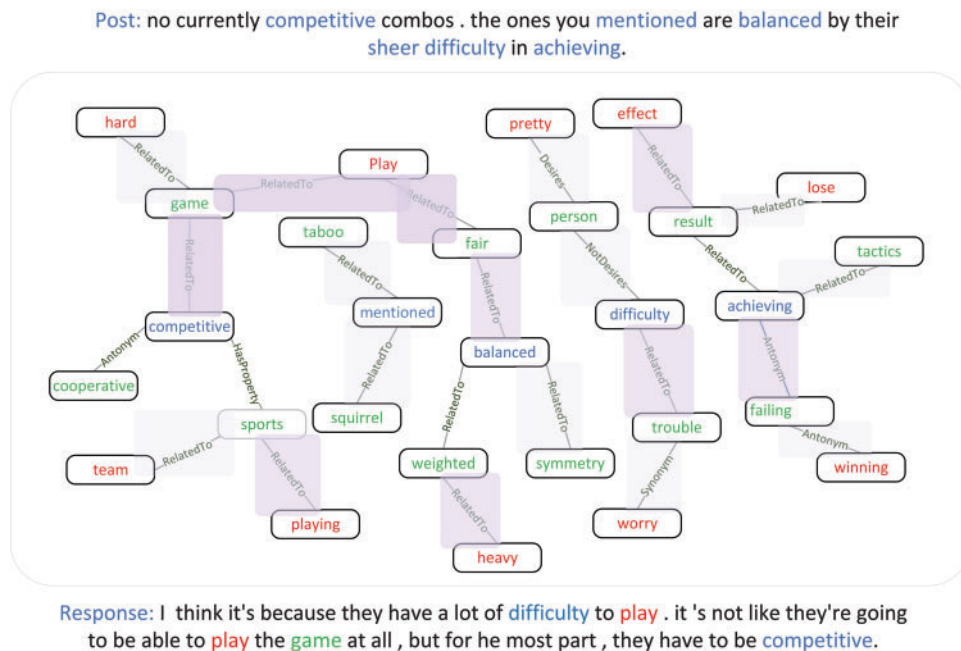 Post: no currently competitive combos . the ones you mentioned are balanced by their
sheer difficulty in achieving.
hard
effect
pretty
Play
RelatedTo
RelatedTo
Desires
RelatedTo
lose
game
RelatedTo
person
result
RelatedTo
taboo
fair
tactics
RelatedTo
RelatedTo
NotDesires
RelatedTo
RelatedTo
mentioned
difficulty
achieving
competitive
RelatedTo
balanced
Antonym
HasProperty
RelatedTo
RelatedTo
Antonym
cooperative
RelatedTo
RelatedTo
sports
squirrel
trouble
failing
RelatedTo
team
RelatedTo
weighted
symmetry
Antonym
winning
RelatedTo
Synonym
playing
worry
heavy
Response: I think it's because they have a lot of difficulty to play . it 's not like they're going
to be able to play the game at all , but for he most part , they have to be competitive.